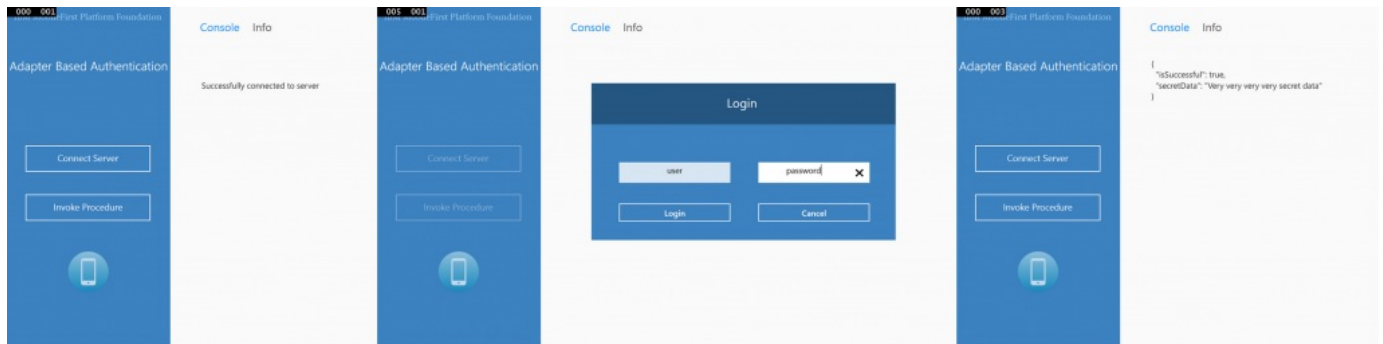 000 001
First Platform Foundation
Console Info
Adapter Based Authentication
Successfully connected to server
Connect Server
Invoke Procedure
005 001
First Platform Foundation
Console Info
Adapter Based Authentication
Login
Connect Server
user
password
Invoke Procedure
Login
Cancel
000 003
First Platform Foundation
Console Info
Adapter Based Authentication
{
"isSuccessful": true,
"secretData": "Very very very very secret data"
}
Connect Server
Invoke Procedure